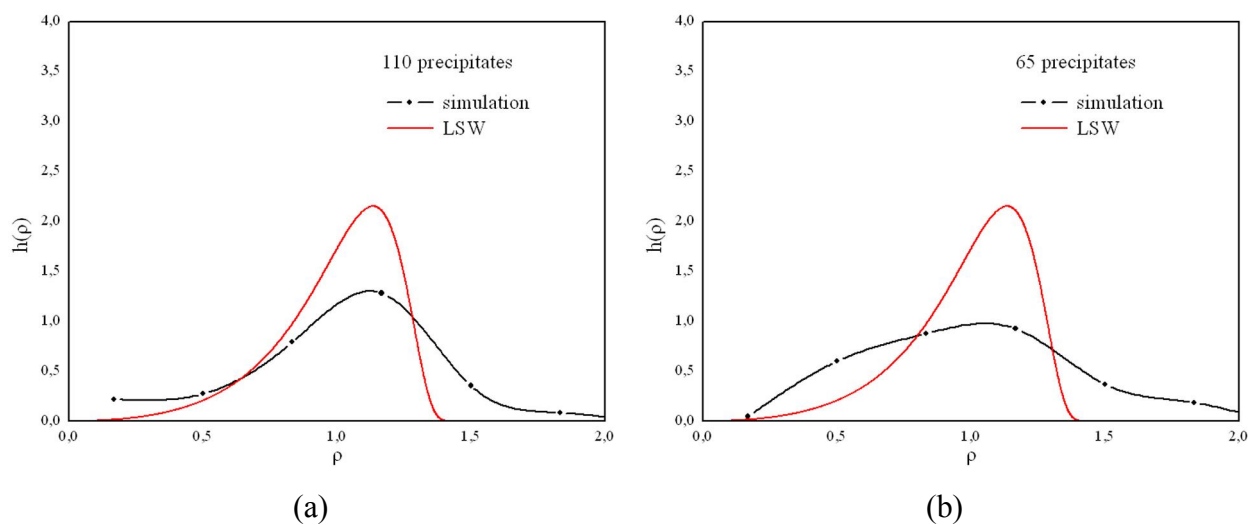 4,0
3,5
3,0
2,5
2,0
1,5
1,0
0,5
0,0
h(ρ)
110 precipitates
simulation
LSW
0,0 0,5 1,0 1,5 2,0
ρ
(a)
4,0
3,5
3,0
2,5
2,0
1,5
1,0
0,5
0,0
h(ρ)
65 precipitates
simulation
LSW
0,0 0,5 1,0 1,5 2,0
ρ
(b)